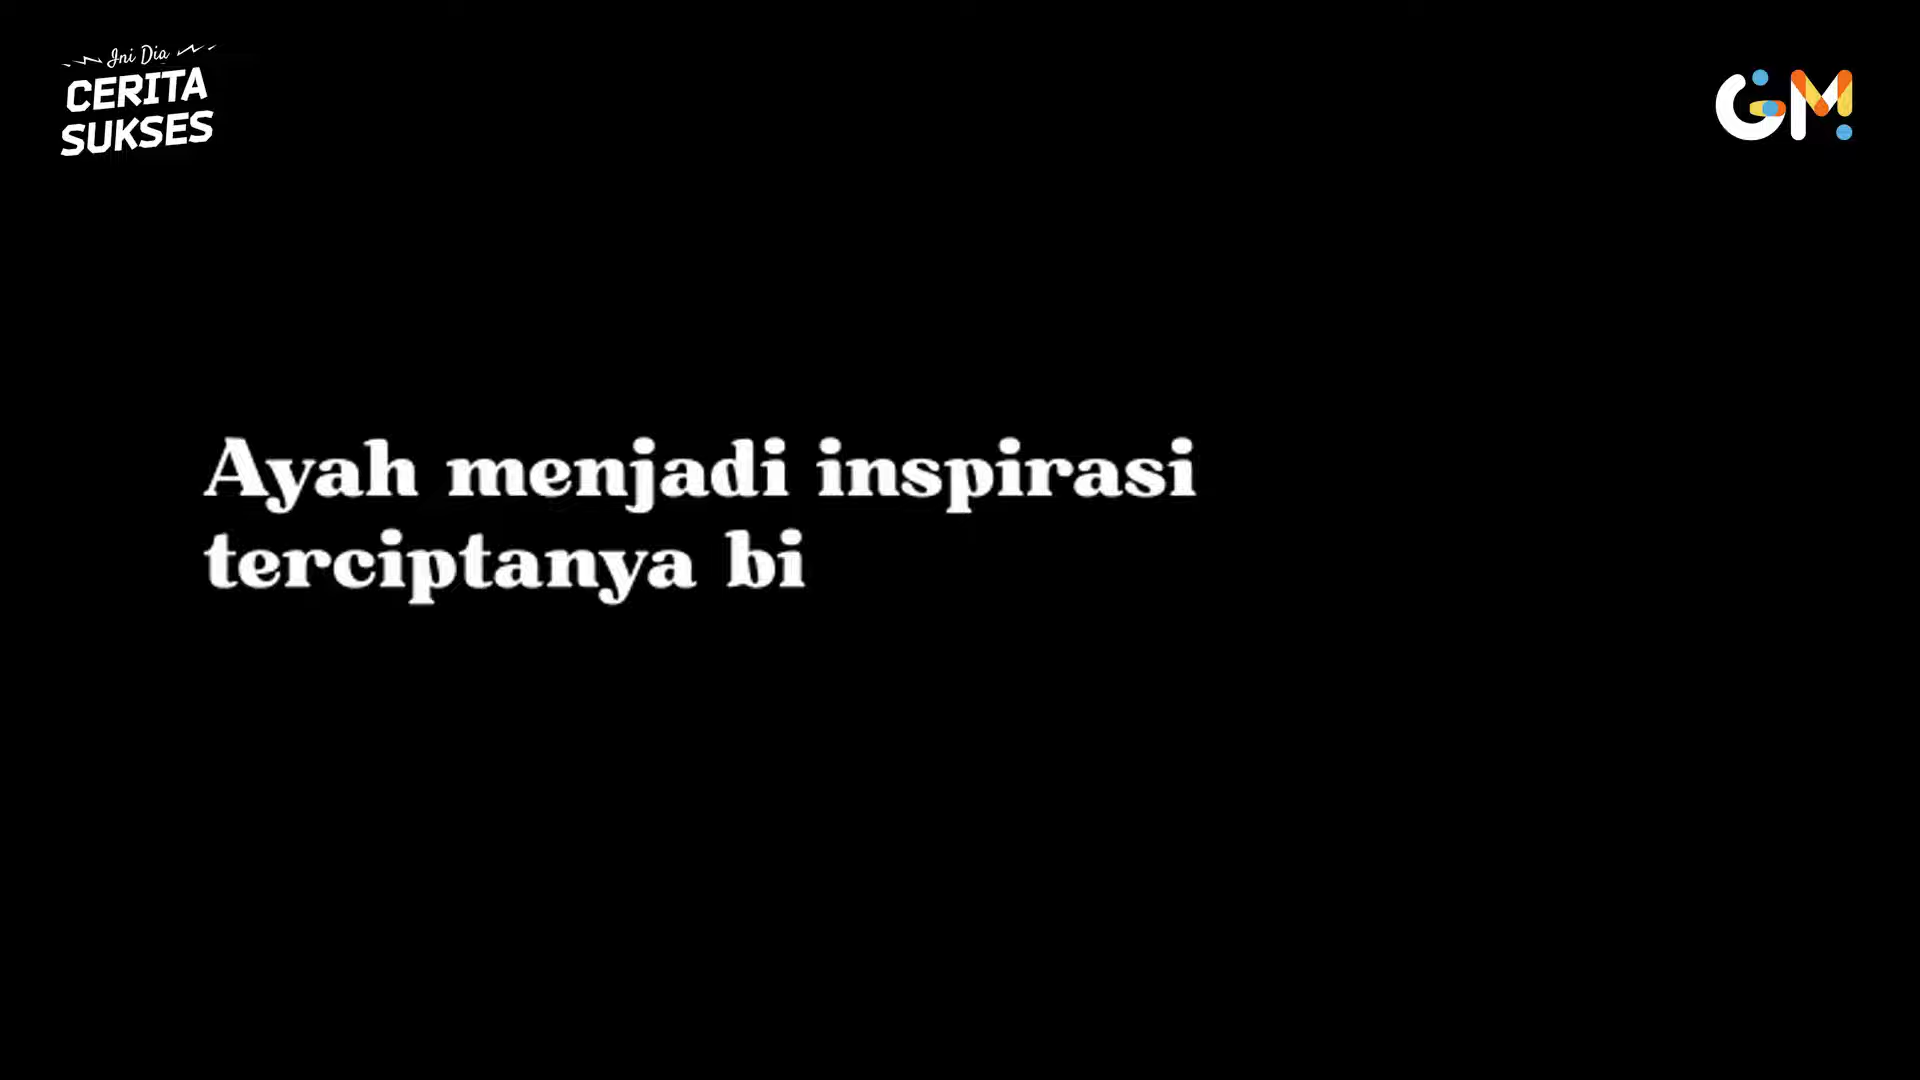 Ini Dia
CERITA
SUKSES
GM
Ayah menjadi inspirasi
terciptanya bi